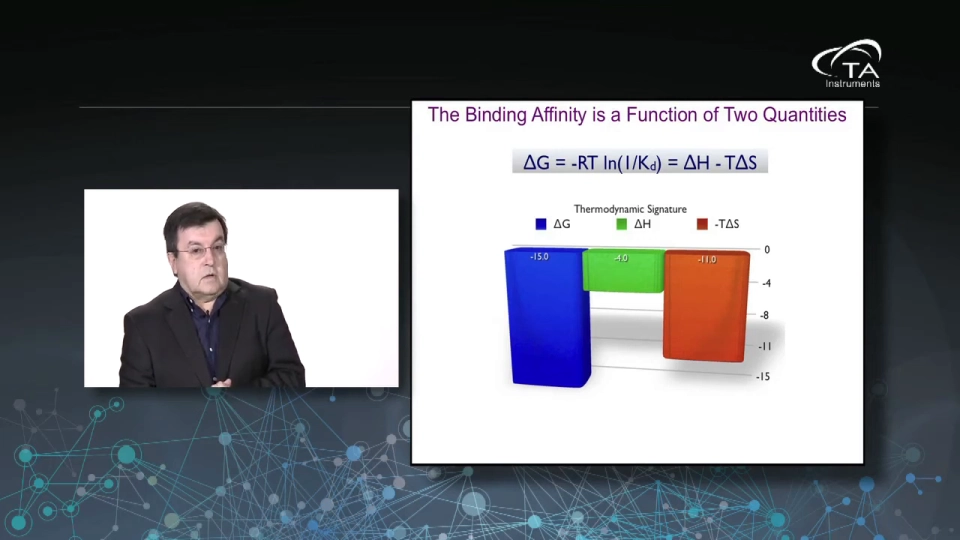 TA
Instruments
The Binding Affinity is a Function of Two Quantities
ΔG = -RT ln(1/Kd) = ΔH - TΔS
Thermodynamic Signature
ΔG ΔH -TΔS
-15.0 -4.0 -11.0
0
-4
-8
-11
-15